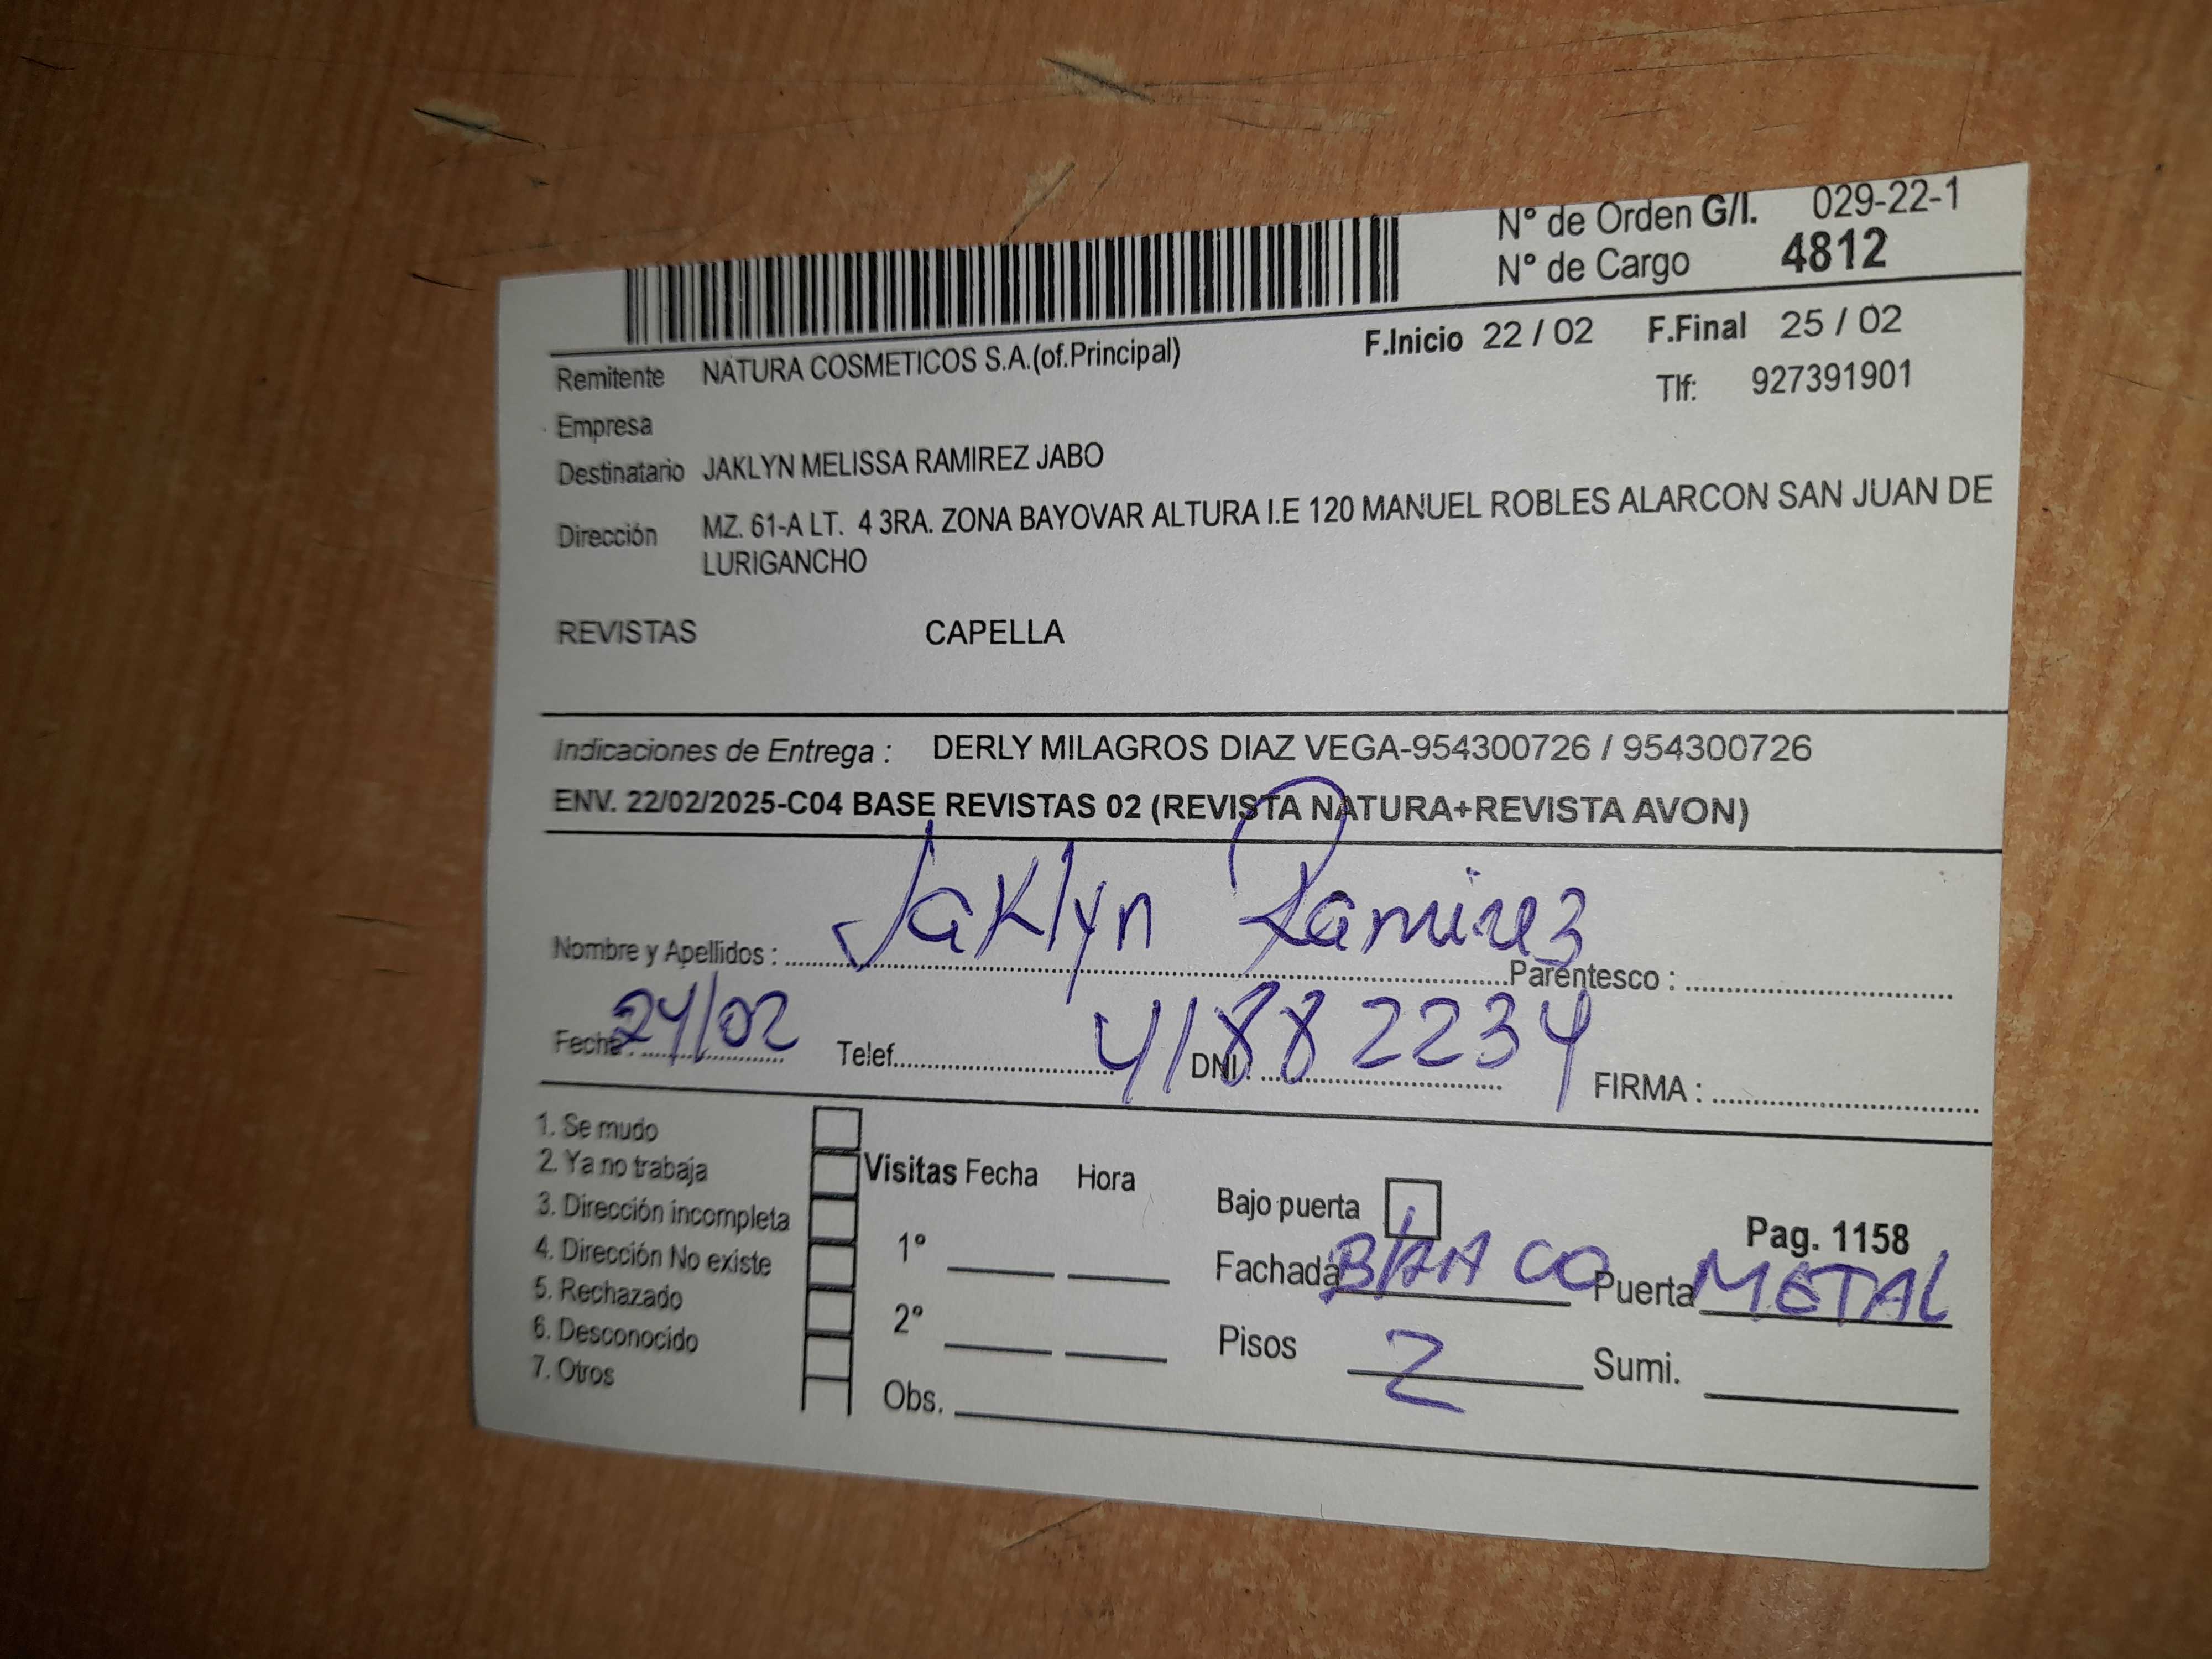 N° de Orden G/I. 029-22-1
N° de Cargo 4812
F.Inicio 22 / 02 F.Final 25 / 02
Remitente NATURA COSMETICOS S.A.(of.Principal)
Tlf: 927391901
Empresa
Destinatario JAKLYN MELISSA RAMIREZ JABO
Dirección MZ. 61-A LT. 4 3RA. ZONA BAYOVAR ALTURA I.E 120 MANUEL ROBLES ALARCON SAN JUAN DE
LURIGANCHO
REVISTAS CAPELLA
Indicaciones de Entrega : DERLY MILAGROS DIAZ VEGA-954300726 / 954300726
ENV. 22/02/2025-C04 BASE REVISTAS 02 (REVISTA NATURA+REVISTA AVON)
Nombre y Apellidos : Jaklyn Ramirez Parentesco :
Fecha : 24/02 Telef. DNI : 41882234 FIRMA :
1. Se mudo
2. Ya no trabaja
3. Dirección incompleta
4. Dirección No existe
5. Rechazado
6. Desconocido
7. Otros
Visitas Fecha Hora
1°
2°
Obs.
Bajo puerta
Pag. 1158
Fachada BlANCO Puerta METAL
Pisos 2 Sumi.